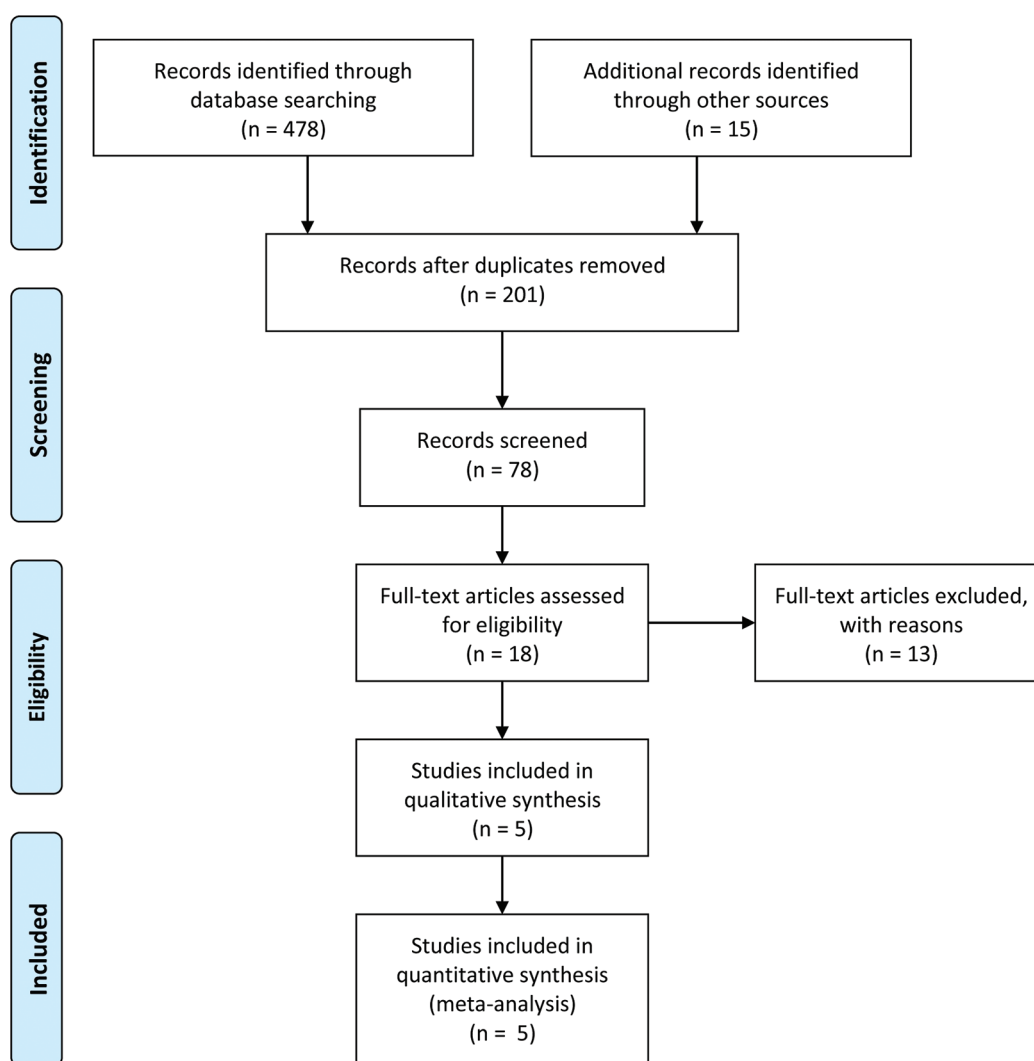 Identification
Records identified through
database searching
(n = 478)
Additional records identified
through other sources
(n = 15)
Records after duplicates removed
(n = 201)
Screening
Records screened
(n = 78)
Eligibility
Full-text articles assessed
for eligibility
(n = 18)
Full-text articles excluded,
with reasons
(n = 13)
Studies included in
qualitative synthesis
(n = 5)
Included
Studies included in
quantitative synthesis
(meta-analysis)
(n = 5)